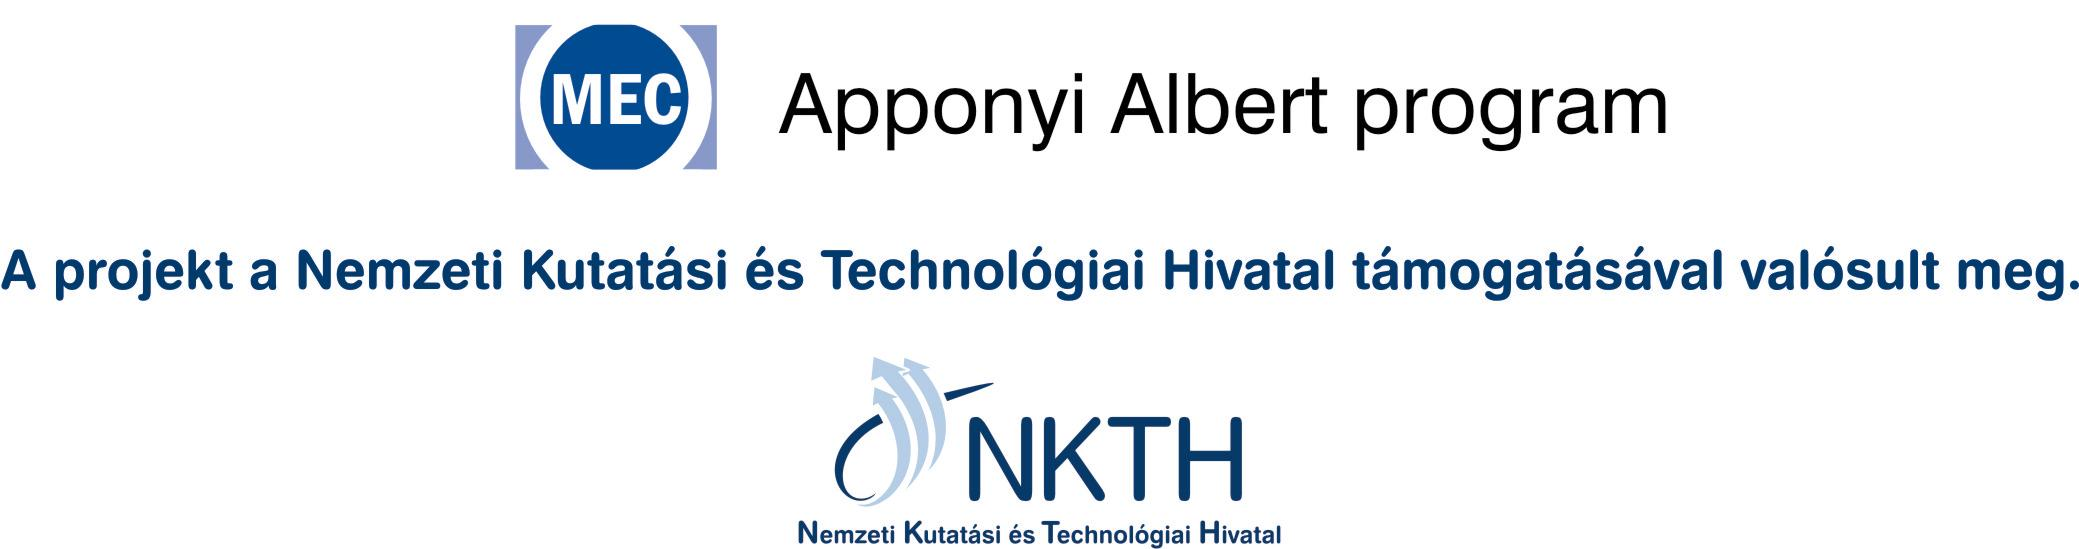 MEC Apponyi Albert program
A projekt a Nemzeti Kutatási és Technológiai Hivatal támogatásával valósult meg.
NKTH
Nemzeti Kutatási és Technológiai Hivatal